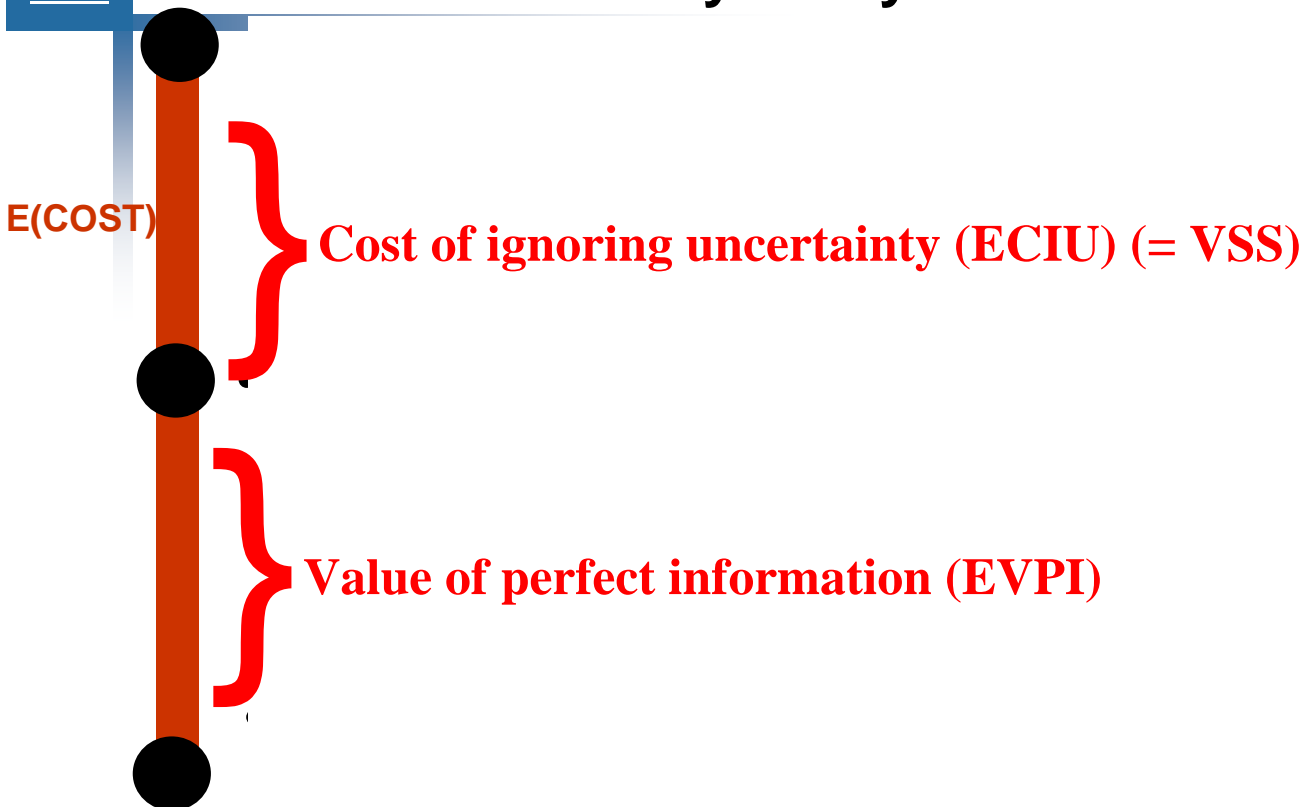 E(COST)
Cost of ignoring uncertainty (ECIU) (= VSS)
Value of perfect information (EVPI)